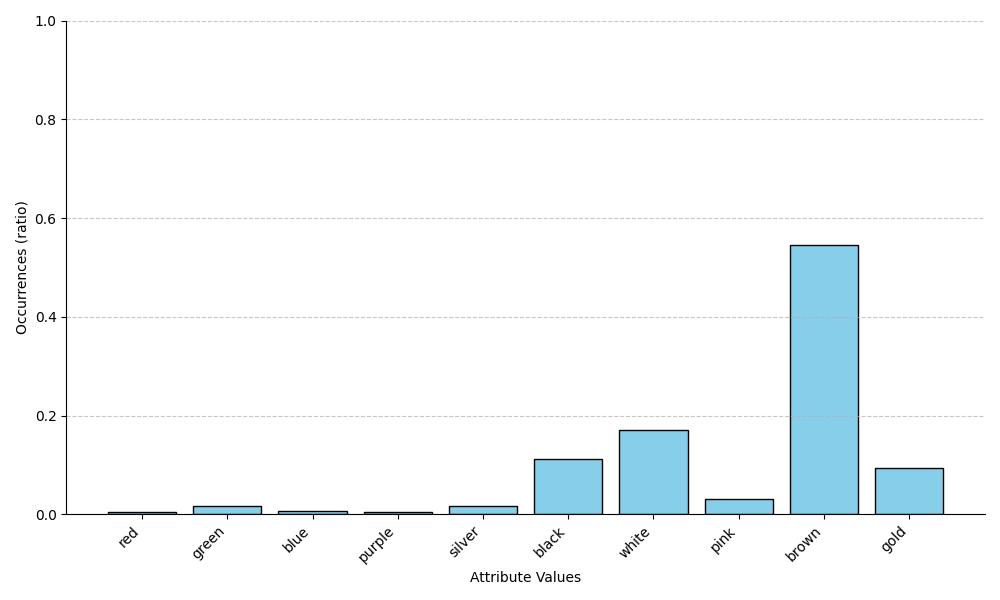 1.0
0.8
0.6
0.4
0.2
0.0
Occurrences (ratio)
red green blue purple silver black white pink brown gold
Attribute Values